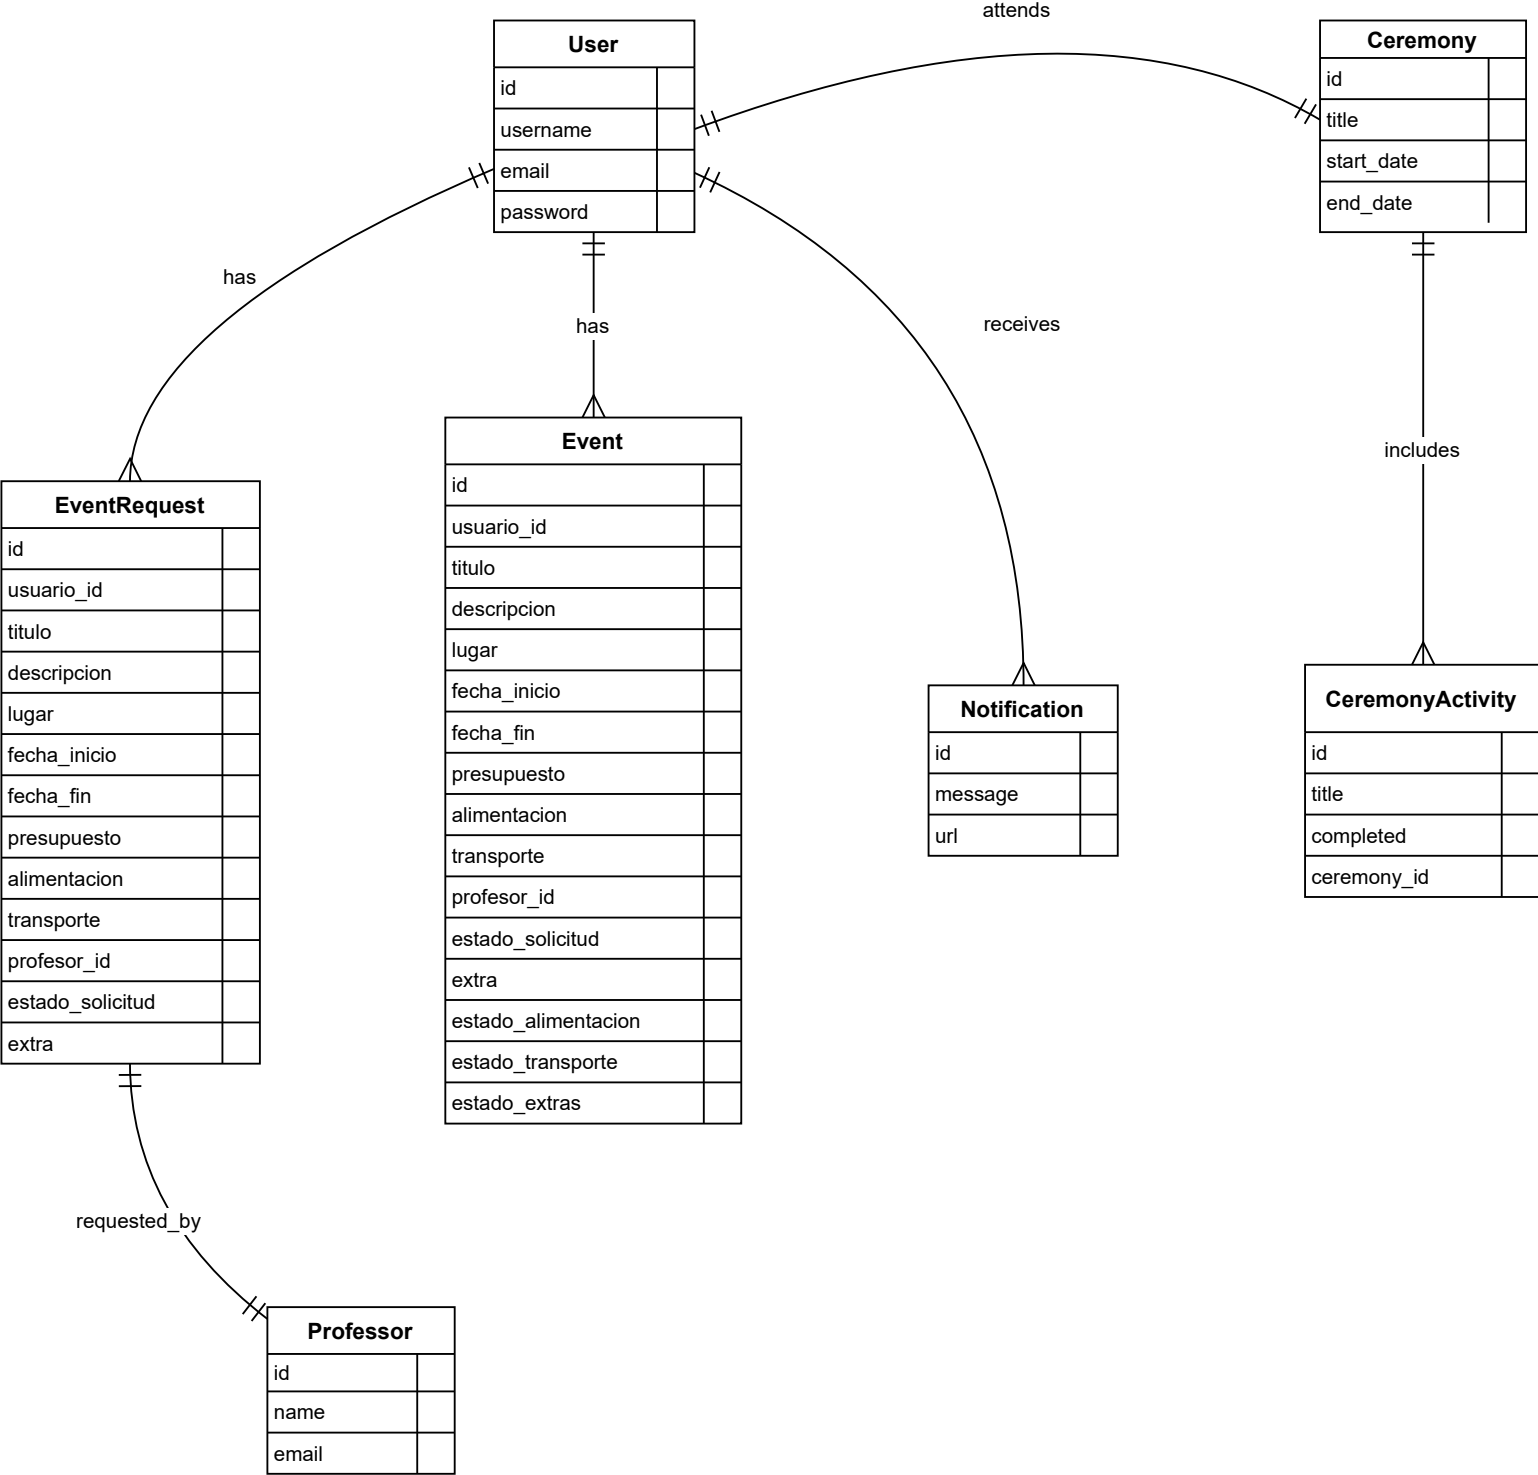 attends
User
id
username
email
password
Ceremony
id
title
start_date
end_date
has
has
receives
includes
EventRequest
id
usuario_id
titulo
descripcion
lugar
fecha_inicio
fecha_fin
presupuesto
alimentacion
transporte
profesor_id
estado_solicitud
extra
Event
id
usuario_id
titulo
descripcion
lugar
fecha_inicio
fecha_fin
presupuesto
alimentacion
transporte
profesor_id
estado_solicitud
extra
estado_alimentacion
estado_transporte
estado_extras
Notification
id
message
url
CeremonyActivity
id
title
completed
ceremony_id
requested_by
Professor
id
name
email